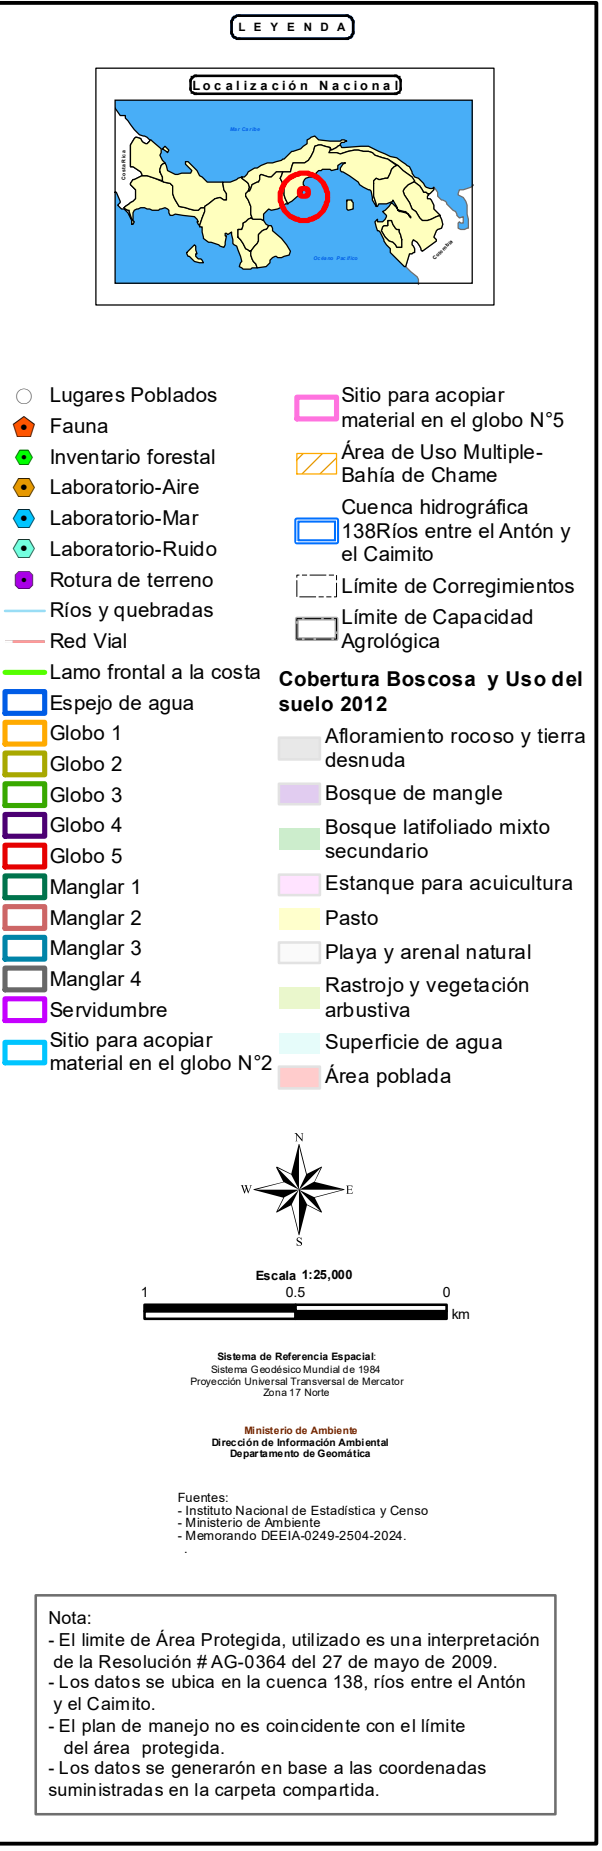 LEYENDA
Localización Nacional
Mar Caribe
Costa Rica
Colombia
Océano Pacífico
Lugares Poblados
Fauna
Inventario forestal
Laboratorio-Aire
Laboratorio-Mar
Laboratorio-Ruido
Rotura de terreno
Ríos y quebradas
Red Vial
Lamo frontal a la costa
Espejo de agua
Globo 1
Globo 2
Globo 3
Globo 4
Globo 5
Manglar 1
Manglar 2
Manglar 3
Manglar 4
Servidumbre
Sitio para acopiar
material en el globo N°2
Sitio para acopiar
material en el globo N°5
Área de Uso Multiple-
Bahía de Chame
Cuenca hidrográfica
138Ríos entre el Antón y
el Caimito
Límite de Corregimientos
Límite de Capacidad
Agrológica
Cobertura Boscosa y Uso del
suelo 2012
Afloramiento rocoso y tierra
desnuda
Bosque de mangle
Bosque latifoliado mixto
secundario
Estanque para acuicultura
Pasto
Playa y arenal natural
Rastrojo y vegetación
arbustiva
Superficie de agua
Área poblada
N
W E
S
Escala 1:25,000
1 0.5 0
km
Sistema de Referencia Espacial:
Sistema Geodésico Mundial de 1984
Proyección Universal Transversal de Mercator
Zona 17 Norte
Ministerio de Ambiente
Dirección de Información Ambiental
Departamento de Geomática
Fuentes:
- Instituto Nacional de Estadística y Censo
- Ministerio de Ambiente
- Memorando DEEIA-0249-2504-2024.
.
Nota:
- El limite de Área Protegida, utilizado es una interpretación
de la Resolución # AG-0364 del 27 de mayo de 2009.
- Los datos se ubica en la cuenca 138, ríos entre el Antón
y el Caimito.
- El plan de manejo no es coincidente con el límite
del área protegida.
- Los datos se generarón en base a las coordenadas
suministradas en la carpeta compartida.